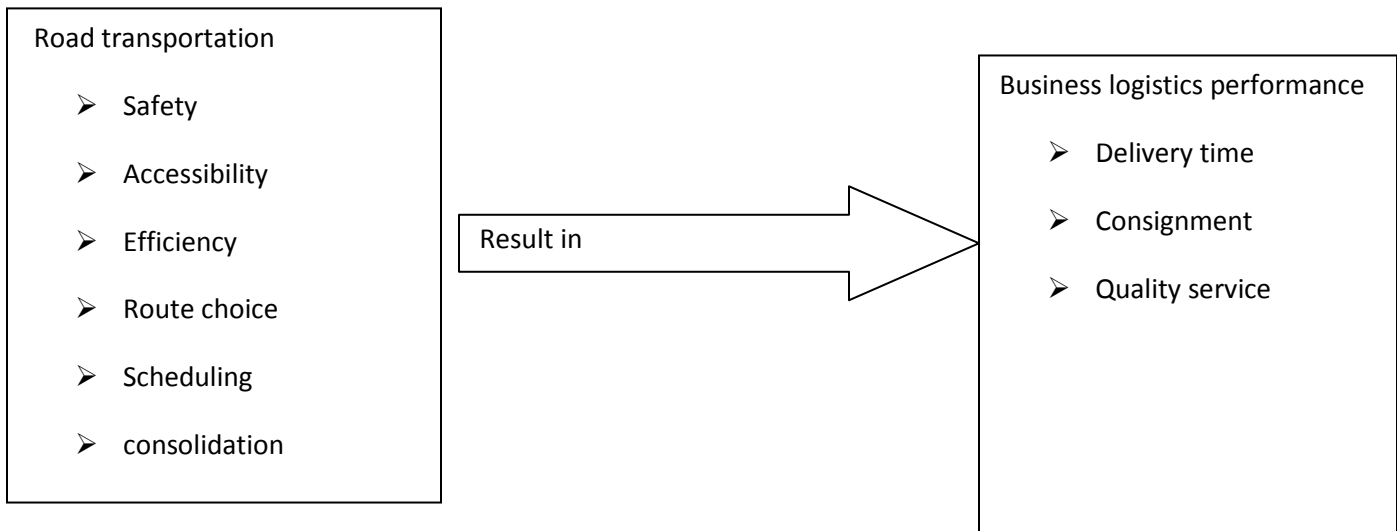 Road transportation
➢ Safety
➢ Accessibility
➢ Efficiency
➢ Route choice
➢ Scheduling
➢ consolidation
Result in
Business logistics performance
➢ Delivery time
➢ Consignment
➢ Quality service